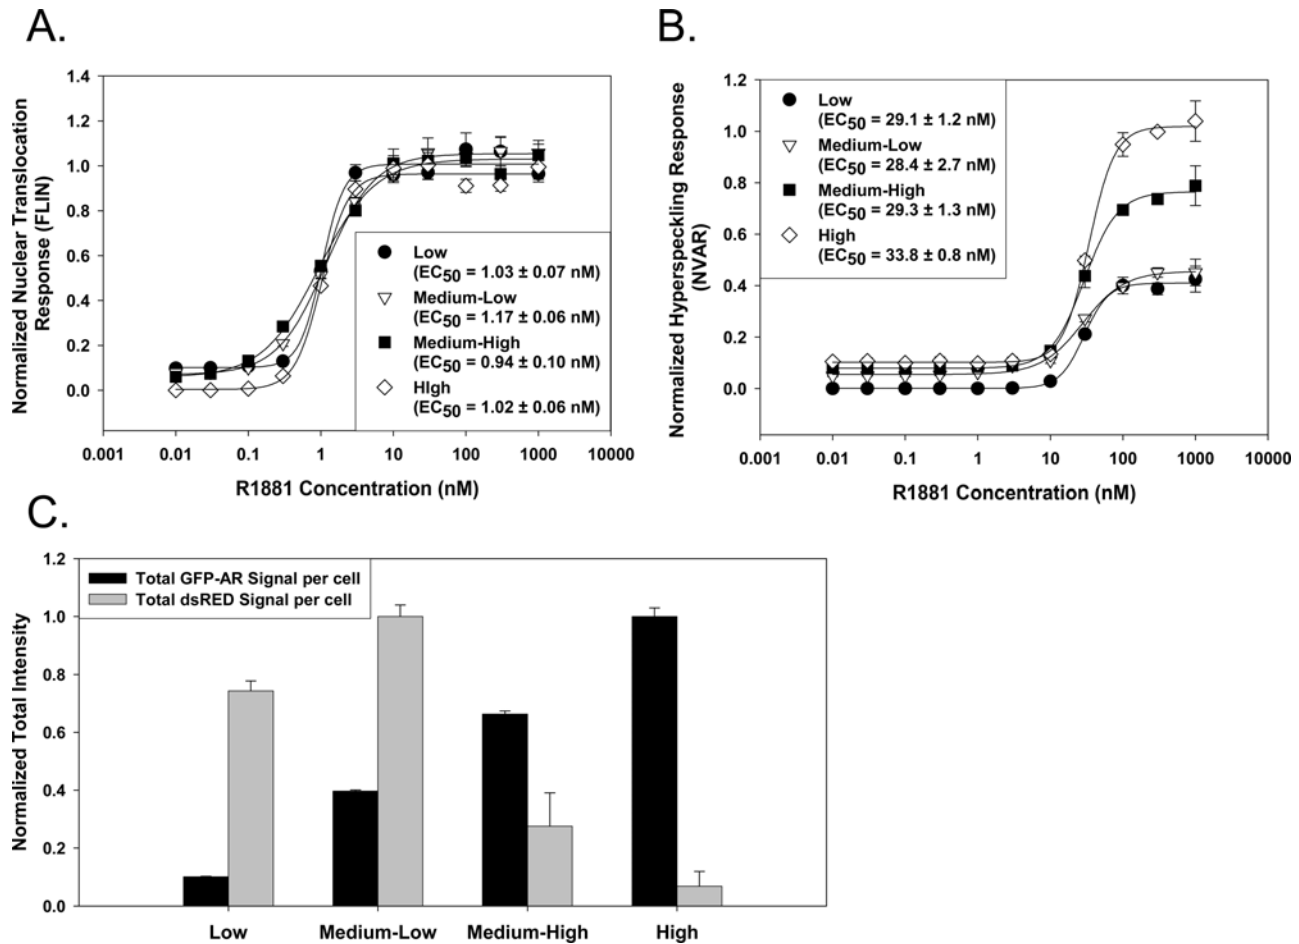 A.
Normalized Nuclear Translocation
Response (FLIN)
1.4
1.2
1.0
0.8
0.6
0.4
0.2
0.0
Low
(EC50 = 1.03 ± 0.07 nM)
Medium-Low
(EC50 = 1.17 ± 0.06 nM)
Medium-High
(EC50 = 0.94 ± 0.10 nM)
HIgh
(EC50 = 1.02 ± 0.06 nM)
0.001 0.01 0.1 1 10 100 1000 10000
R1881 Concentration (nM)
B.
Normalized Hyperspeckling Response
(NVAR)
1.2
1.0
0.8
0.6
0.4
0.2
0.0
Low
(EC50 = 29.1 ± 1.2 nM)
Medium-Low
(EC50 = 28.4 ± 2.7 nM)
Medium-High
(EC50 = 29.3 ± 1.3 nM)
High
(EC50 = 33.8 ± 0.8 nM)
0.001 0.01 0.1 1 10 100 1000 10000
R1881 Concentration (nM)
C.
Normalized Total Intensity
1.2
1.0
0.8
0.6
0.4
0.2
0.0
Total GFP-AR Signal per cell
Total dsRED Signal per cell
Low Medium-Low Medium-High High